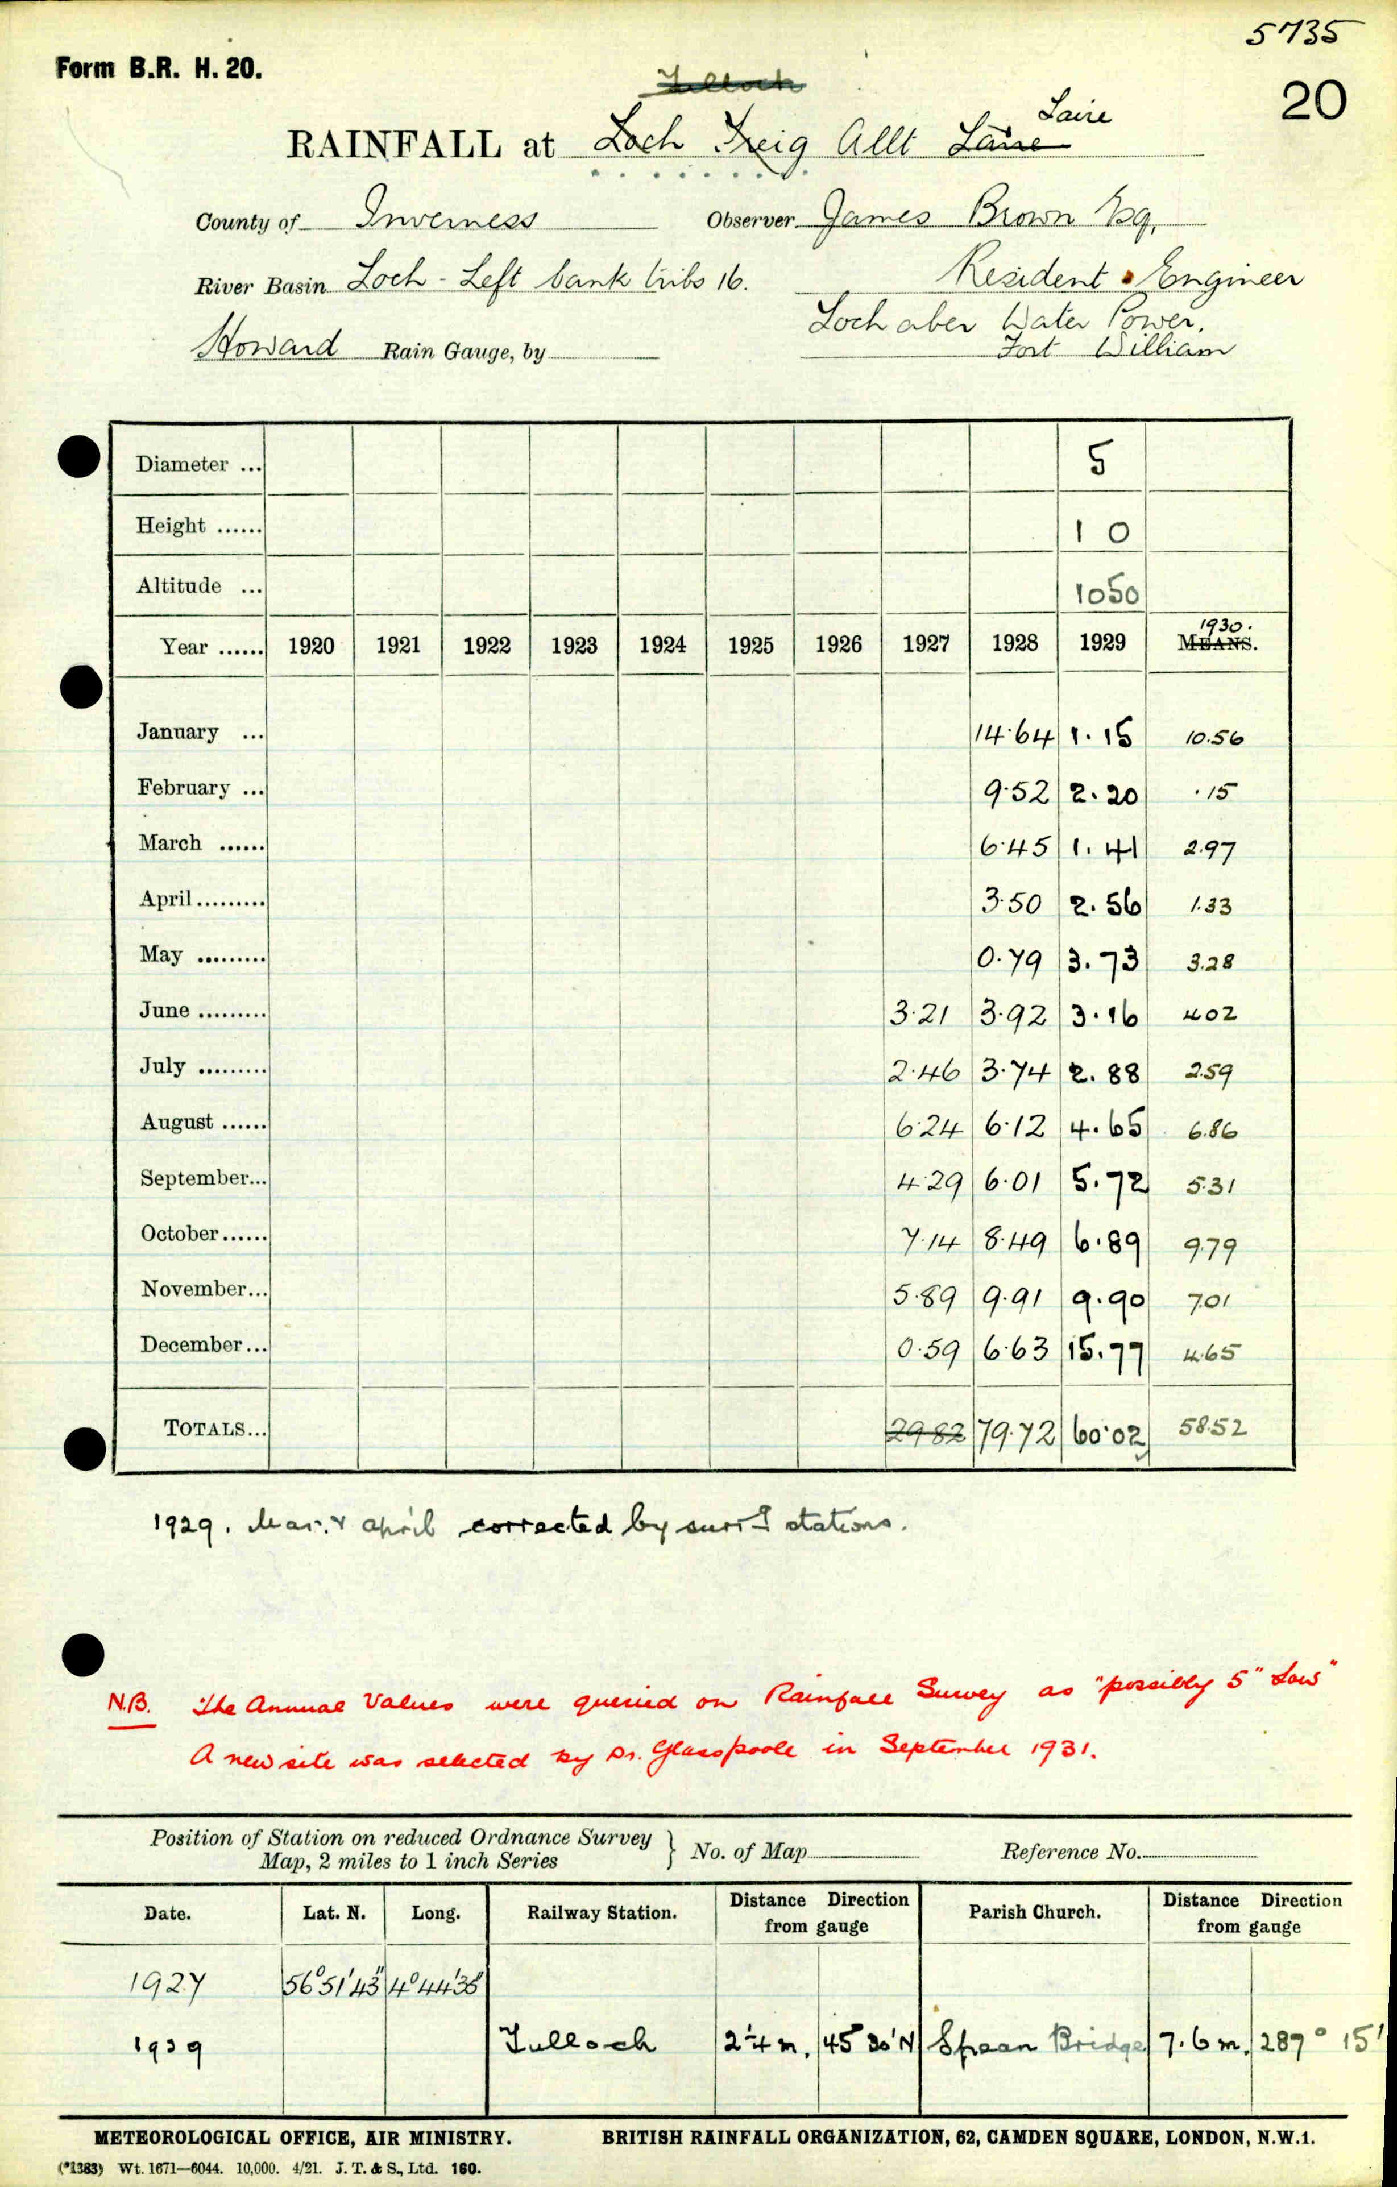 5735
Form B.R. H. 20.
20
Tulloch
Laire
RAINFALL at Loch Treig Allt Laire
County of Inverness Observer James Brown Esq,
River Basin Loch - Left bank tribs 16. Resident Engineer
Lochaber Water Power.
Howard Rain Gauge, by Fort William
Diameter ... 5
Height ...... 1 0
Altitude ... 1050
1930.
Year ...... 1920 1921 1922 1923 1924 1925 1926 1927 1928 1929 MEANS.
January ... 14.64 1.15 10.56
February ... 9.52 2.20 .15
March ...... 6.45 1.41 2.97
April......... 3.50 2.56 1.33
May ......... 0.79 3.73 3.28
June ......... 3.21 3.92 3.16 4.02
July ......... 2.46 3.74 2.88 2.59
August ...... 6.24 6.12 4.65 6.86
September... 4.29 6.01 5.72 5.31
October...... 7.14 8.49 6.89 9.79
November... 5.89 9.91 9.90 7.01
December... 0.59 6.63 15.77 4.65
TOTALS... 29.82 79.72 60.02 58.52
1929. Mar. & april corrected by surrg stations.
N.B. The Annual Values were queried on Rainfall Survey as "possibly 5" Low"
A new site was selected by Dr. Glasspoole in September 1931.
Position of Station on reduced Ordnance Survey
Map, 2 miles to 1 inch Series } No. of Map Reference No.
Date. Lat. N. Long. Railway Station. Distance Direction from gauge Parish Church. Distance Direction from gauge
1927 56°51'43" 4°44'35"
1929 Tulloch 2¼ m. 45° 30' N Spean Bridge 7.6 m. 287° 15'
METEOROLOGICAL OFFICE, AIR MINISTRY. BRITISH RAINFALL ORGANIZATION, 62, CAMDEN SQUARE, LONDON, N.W.1.
(*1383) Wt. 1671—6044. 10,000. 4/21. J. T. & S., Ltd. 160.